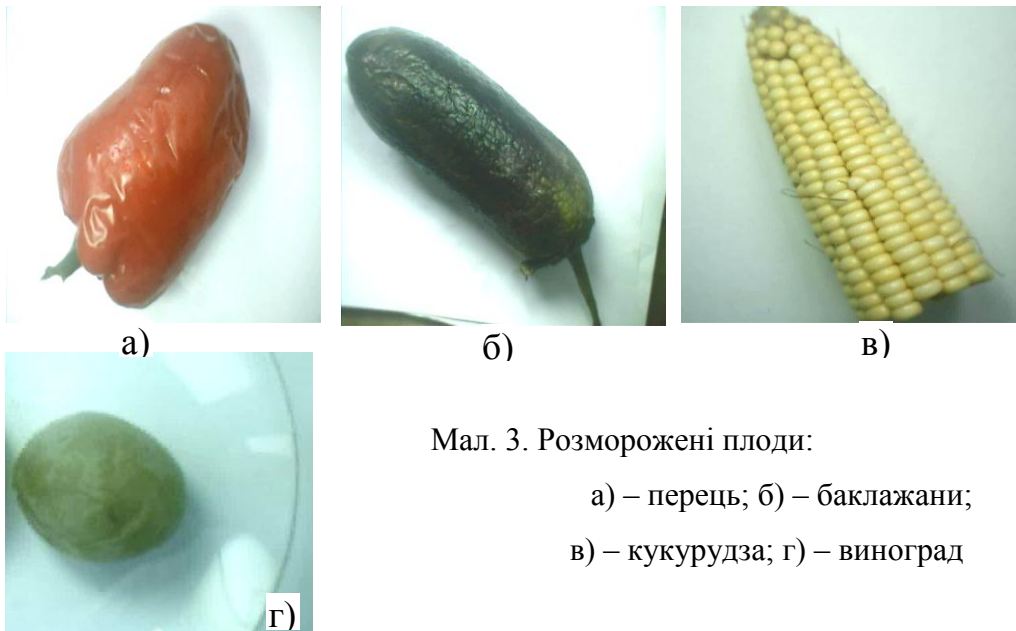 а)
б)
в)
г)
Мал. 3. Розморожені плоди:
а) – перець; б) – баклажани;
в) – кукурудза; г) – виноград